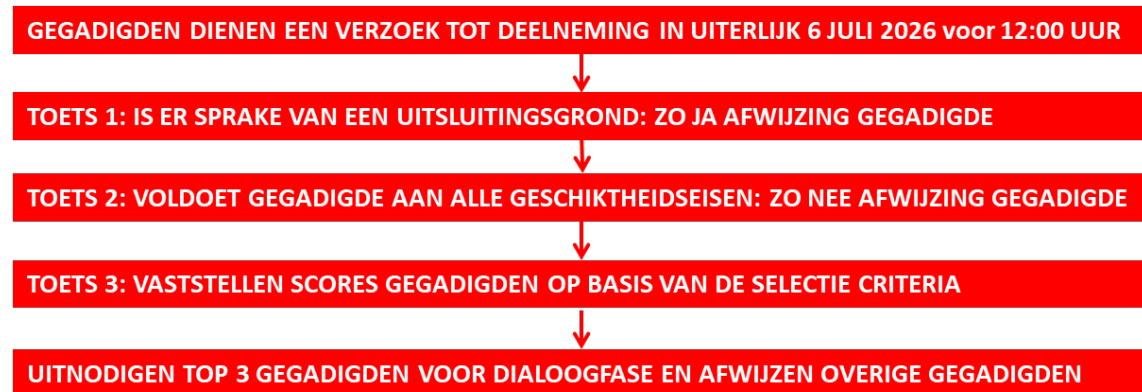 GEGADIGDEN DIENEN EEN VERZOEK TOT DEELNEMING IN UITERLIJK 6 JULI 2026 voor 12:00 UUR
TOETS 1: IS ER SPRAKE VAN EEN UITSLUITINGSGROND: ZO JA AFWIJZING GEGADIGDE
TOETS 2: VOLDOET GEGADIGDE AAN ALLE GESCHIKTHEIDSEISEN: ZO NEE AFWIJZING GEGADIGDE
TOETS 3: VASTSTELLEN SCORES GEGADIGDEN OP BASIS VAN DE SELECTIE CRITERIA
UITNODIGEN TOP 3 GEGADIGDEN VOOR DIALOOGFASE EN AFWIJZEN OVERIGE GEGADIGDEN